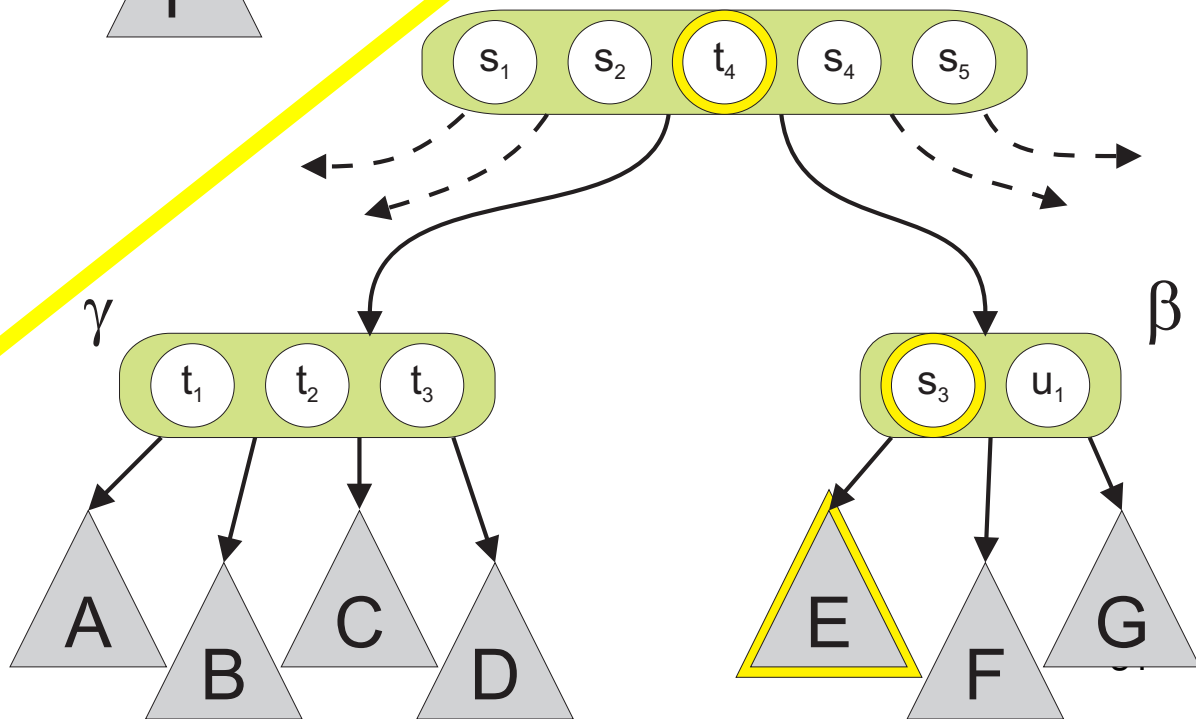 s₁ s₂ t₄ s₄ s₅
γ β
t₁ t₂ t₃ s₃ u₁
A B C D E F G